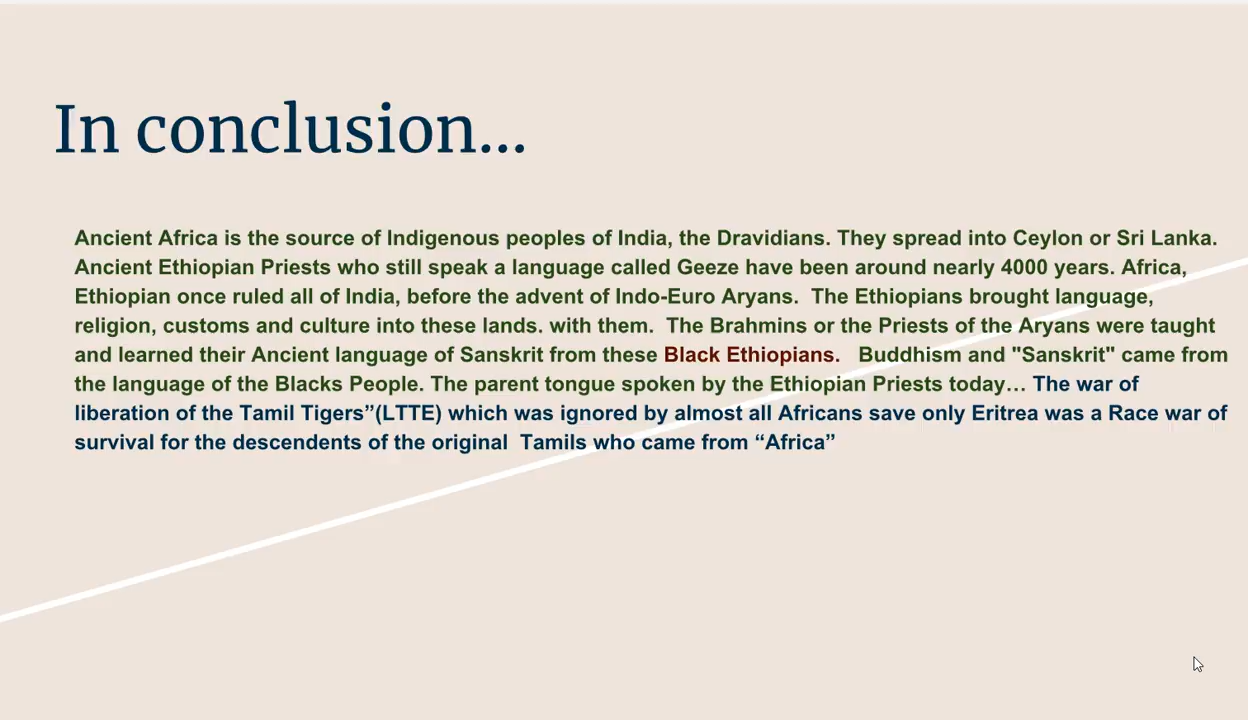 In conclusion...
Ancient Africa is the source of Indigenous peoples of India, the Dravidians. They spread into Ceylon or Sri Lanka.
Ancient Ethiopian Priests who still speak a language called Geeze have been around nearly 4000 years. Africa,
Ethiopian once ruled all of India, before the advent of Indo-Euro Aryans.  The Ethiopians brought language,
religion, customs and culture into these lands. with them.  The Brahmins or the Priests of the Aryans were taught
and learned their Ancient language of Sanskrit from these Black Ethiopians.   Buddhism and "Sanskrit" came from
the language of the Blacks People. The parent tongue spoken by the Ethiopian Priests today… The war of
liberation of the Tamil Tigers”(LTTE) which was ignored by almost all Africans save only Eritrea was a Race war of
survival for the descendents of the original  Tamils who came from “Africa”